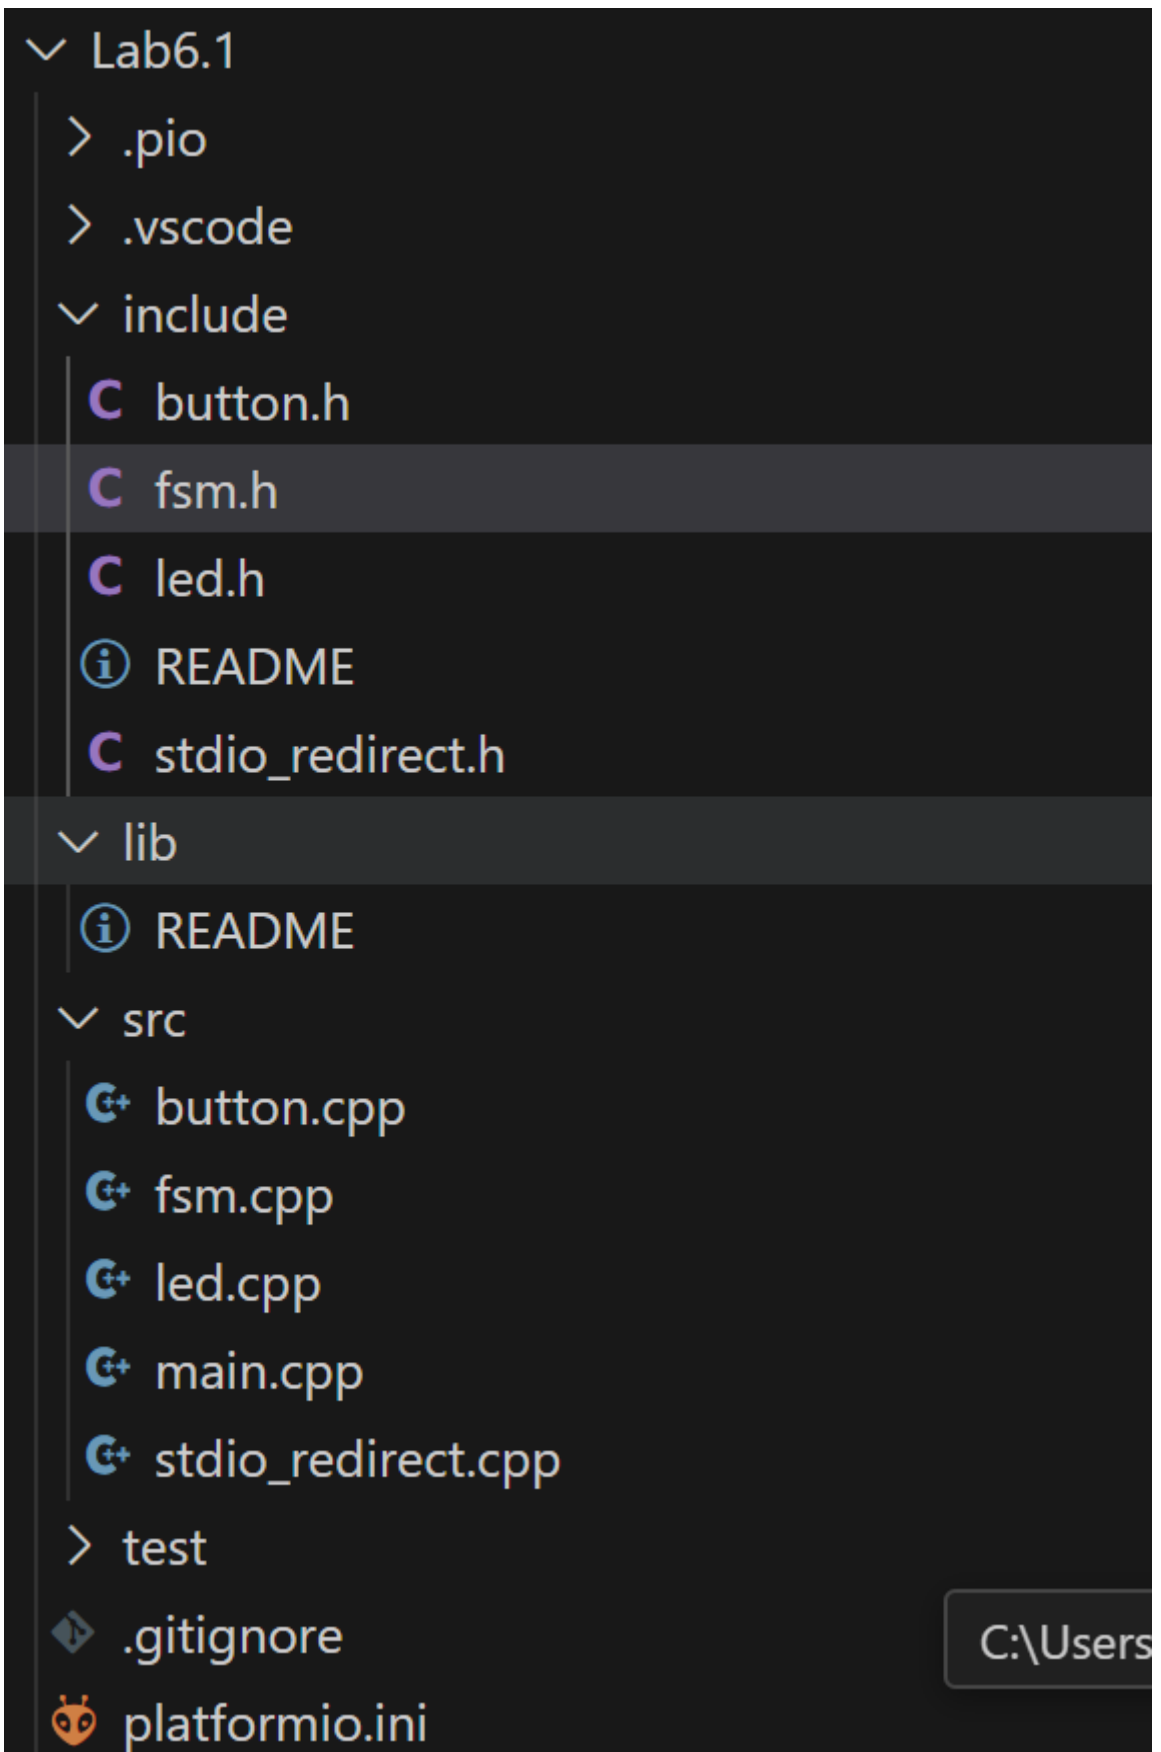 Lab6.1
.pio
.vscode
include
button.h
fsm.h
led.h
README
stdio_redirect.h
lib
README
src
button.cpp
fsm.cpp
led.cpp
main.cpp
stdio_redirect.cpp
test
.gitignore
C:\Users
platformio.ini